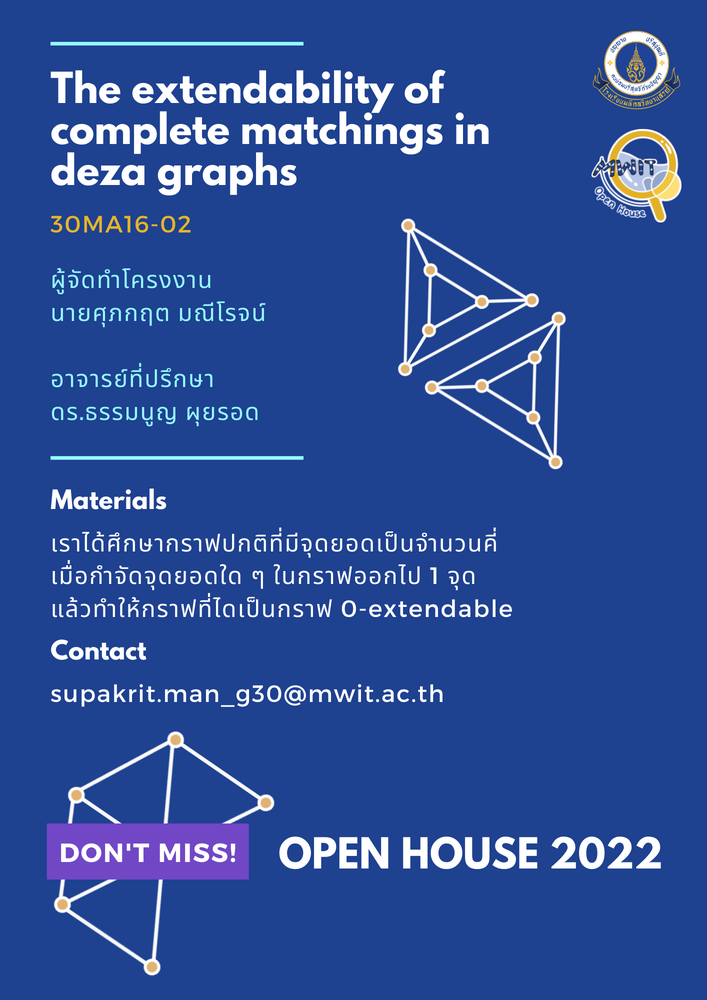 The extendability of
complete matchings in
deza graphs
30MA16-02
ผู้จัดทำโครงงาน
นายศุภกฤต มณีโรจน์
อาจารย์ที่ปรึกษา
ดร.ธรรมนูญ ผุยรอด
MWIT
Open House
Materials
เราได้ศึกษากราฟปกติที่มีจุดยอดเป็นจำนวนคี่
เมื่อกำจัดจุดยอดใด ๆ ในกราฟออกไป 1 จุด
แล้วทำให้กราฟที่ไดเป็นกราฟ 0-extendable
Contact
supakrit.man_g30@mwit.ac.th
DON'T MISS!
OPEN HOUSE 2022